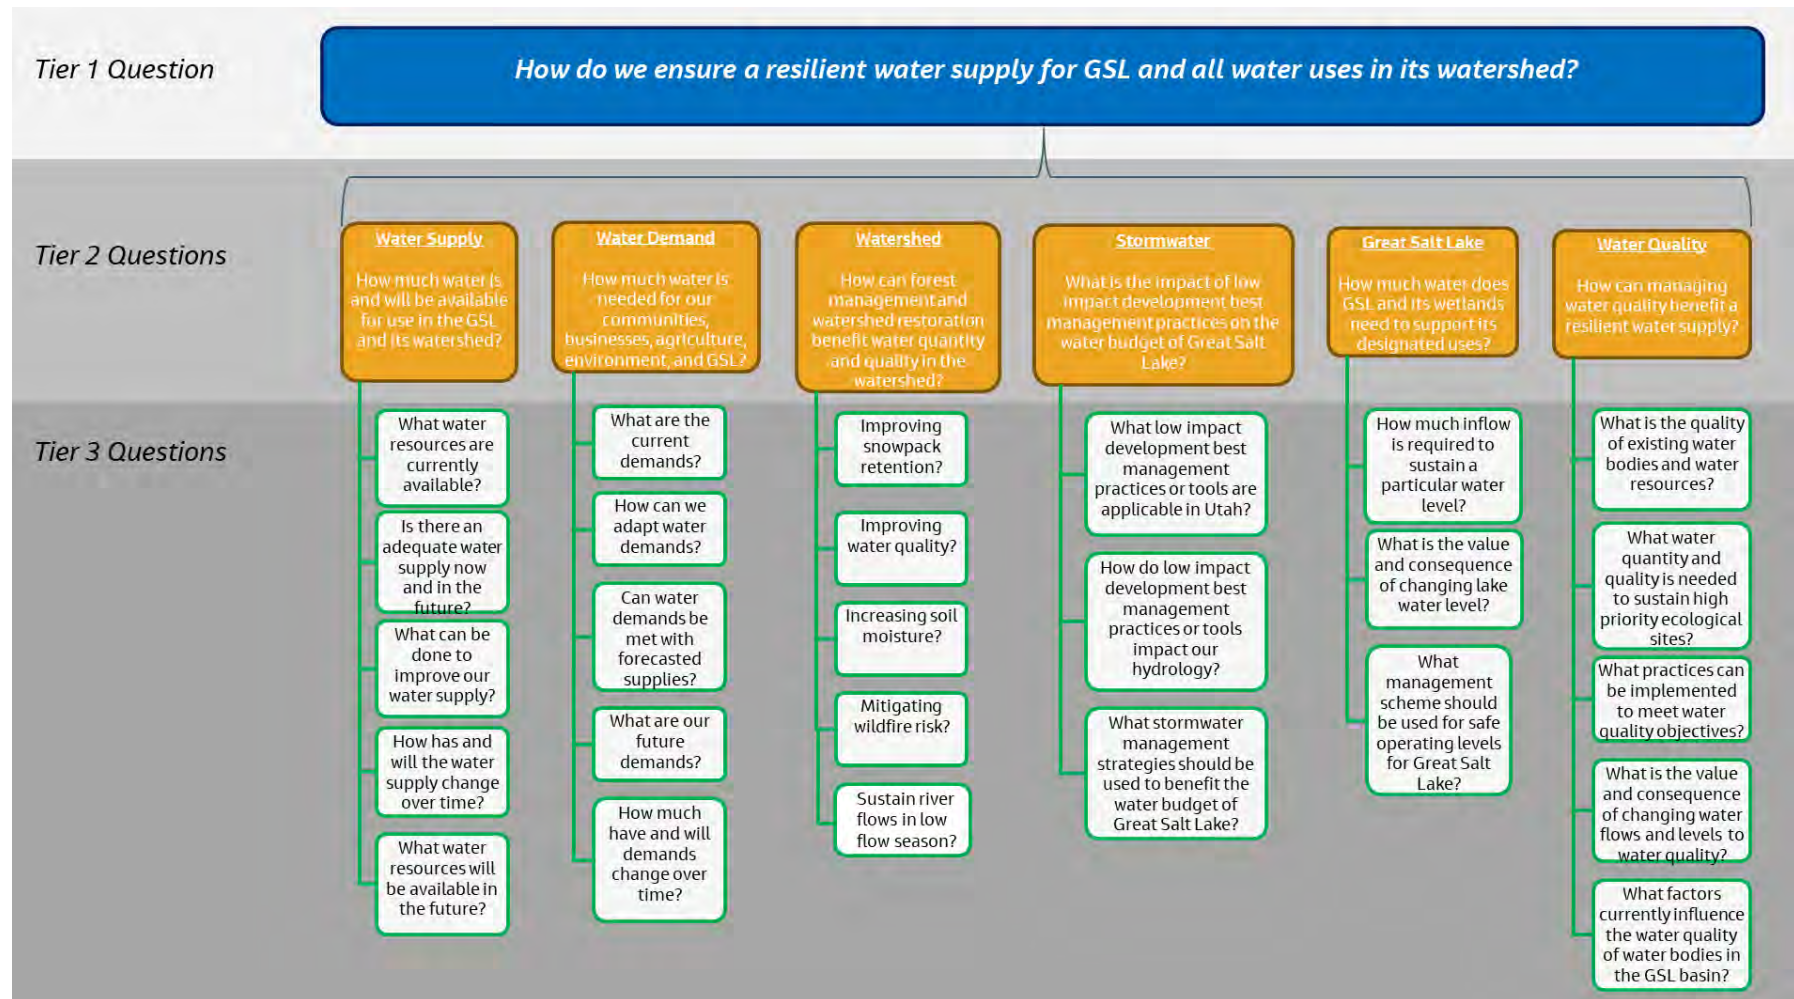 Tier 1 Question
How do we ensure a resilient water supply for GSL and all water uses in its watershed?
Tier 2 Questions
Water Supply
How much water is
and will be available
for use in the GSL
and its watershed?
Water Demand
How much water is
needed for our
communities,
businesses, agriculture,
environment, and GSL?
Watershed
How can forest
management and
watershed restoration
benefit water quantity
and quality in the
watershed?
Stormwater
What is the impact of low
impact development best
management practices on the
water budget of Great Salt
Lake?
Great Salt Lake
How much water does
GSL and its wetlands
need to support its
designated uses?
Water Quality
How can managing
water quality benefit a
resilient water supply?
Tier 3 Questions
What water
resources are
currently
available?
Is there an
adequate water
supply now
and in the
future?
What can be
done to
improve our
water supply?
How has and
will the water
supply change
over time?
What water
resources will
be available in
the future?
What are the
current
demands?
How can we
adapt water
demands?
Can water
demands be
met with
forecasted
supplies?
What are our
future
demands?
How much
have and will
demands
change over
time?
Improving
snowpack
retention?
Improving
water quality?
Increasing soil
moisture?
Mitigating
wildfire risk?
Sustain river
flows in low
flow season?
What low impact
development best
management
practices or tools are
applicable in Utah?
How do low impact
development best
management
practices or tools
impact our
hydrology?
What stormwater
management
strategies should be
used to benefit the
water budget of
Great Salt Lake?
How much inflow
is required to
sustain a
particular water
level?
What is the value
and consequence
of changing lake
water level?
What
management
scheme should
be used for safe
operating levels
for Great Salt
Lake?
What is the quality
of existing water
bodies and water
resources?
What water
quantity and
quality is needed
to sustain high
priority ecological
sites?
What practices can
be implemented
to meet water
quality objectives?
What is the value
and consequence
of changing water
flows and levels to
water quality?
What factors
currently influence
the water quality
of water bodies in
the GSL basin?